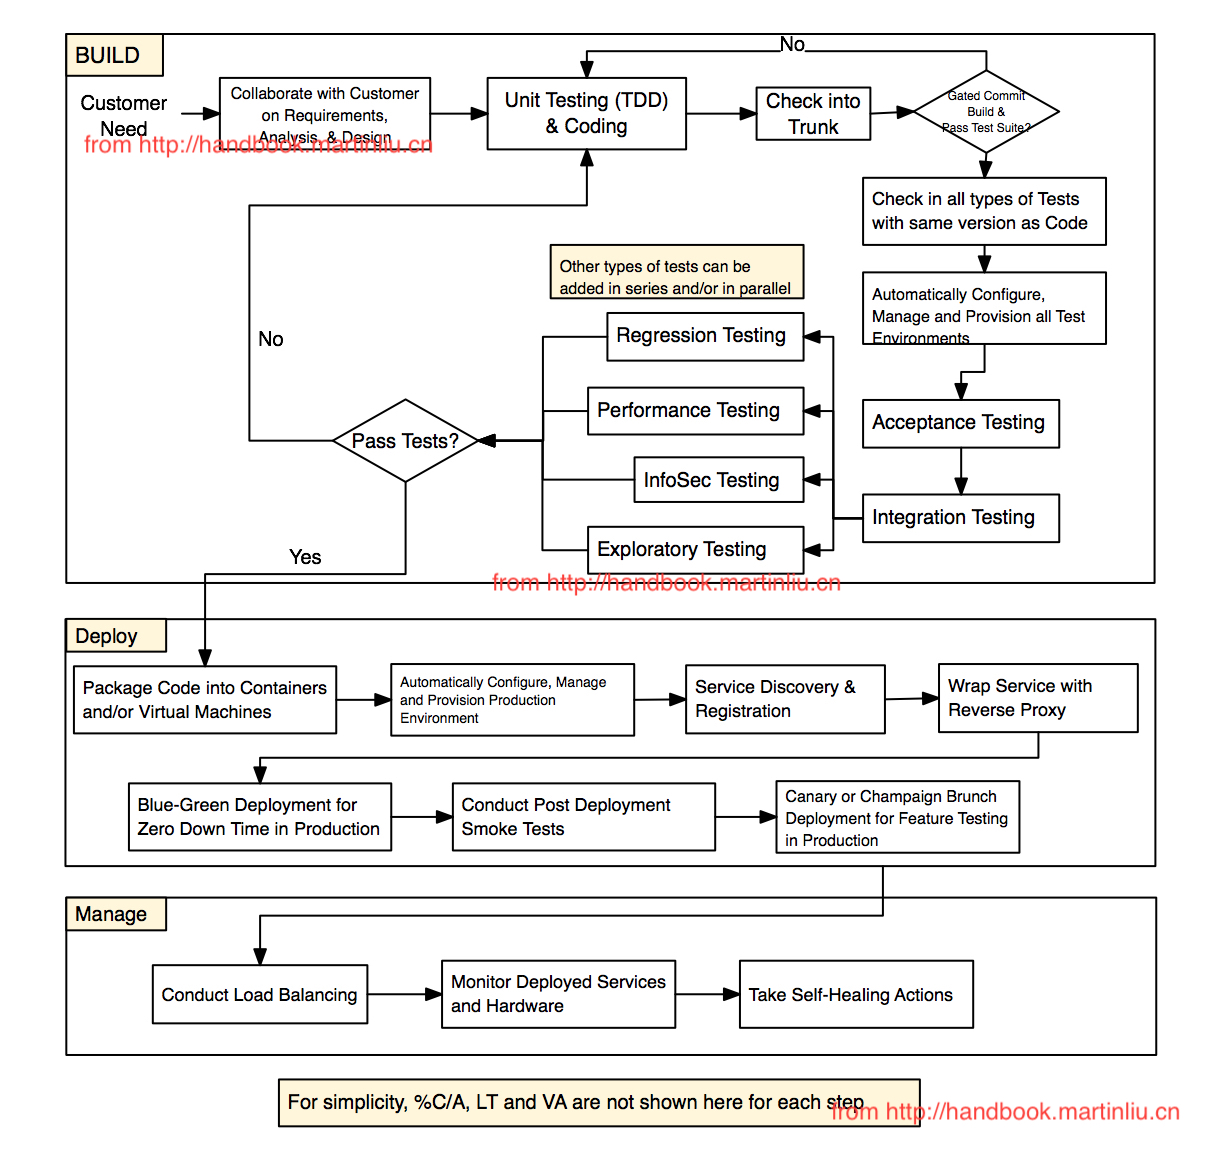 BUILD
Customer
Need
from http://handbook.martinliu.cn
Collaborate with Customer
on Requirements,
Analysis, & Design
Unit Testing (TDD)
& Coding
Check into
Trunk
No
Gated Commit
Build &
Pass Test Suite?
Check in all types of Tests
with same version as Code
Automatically Configure,
Manage and Provision all Test
Environments
Other types of tests can be
added in series and/or in parallel
Regression Testing
Performance Testing
InfoSec Testing
Exploratory Testing
Acceptance Testing
Integration Testing
No
Pass Tests?
Yes
from http://handbook.martinliu.cn
Deploy
Package Code into Containers
and/or Virtual Machines
Automatically Configure, Manage
and Provision Production
Environment
Service Discovery &
Registration
Wrap Service with
Reverse Proxy
Blue-Green Deployment for
Zero Down Time in Production
Conduct Post Deployment
Smoke Tests
Canary or Champaign Brunch
Deployment for Feature Testing
in Production
Manage
Conduct Load Balancing
Monitor Deployed Services
and Hardware
Take Self-Healing Actions
For simplicity, %C/A, LT and VA are not shown here for each step
from http://handbook.martinliu.cn